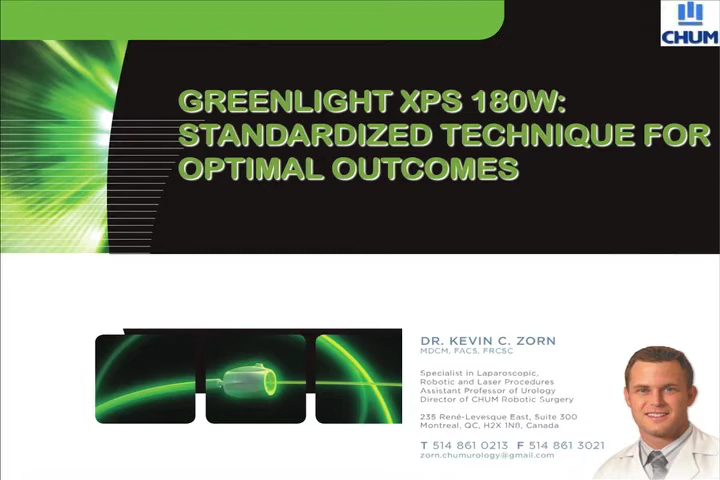 CHUM
GREENLIGHT XPS 180W:
STANDARDIZED TECHNIQUE FOR
OPTIMAL OUTCOMES
DR. KEVIN C. ZORN
MDCM, FACS, FRCSC
Specialist in Laparoscopic,
Robotic and Laser Procedures
Assistant Professor of Urology
Director of CHUM Robotic Surgery
235 René-Levesque East, Suite 300
Montreal, QC, H2X 1N8, Canada
T 514 861 0213 F 514 861 3021
zorn.chumurology@gmail.com